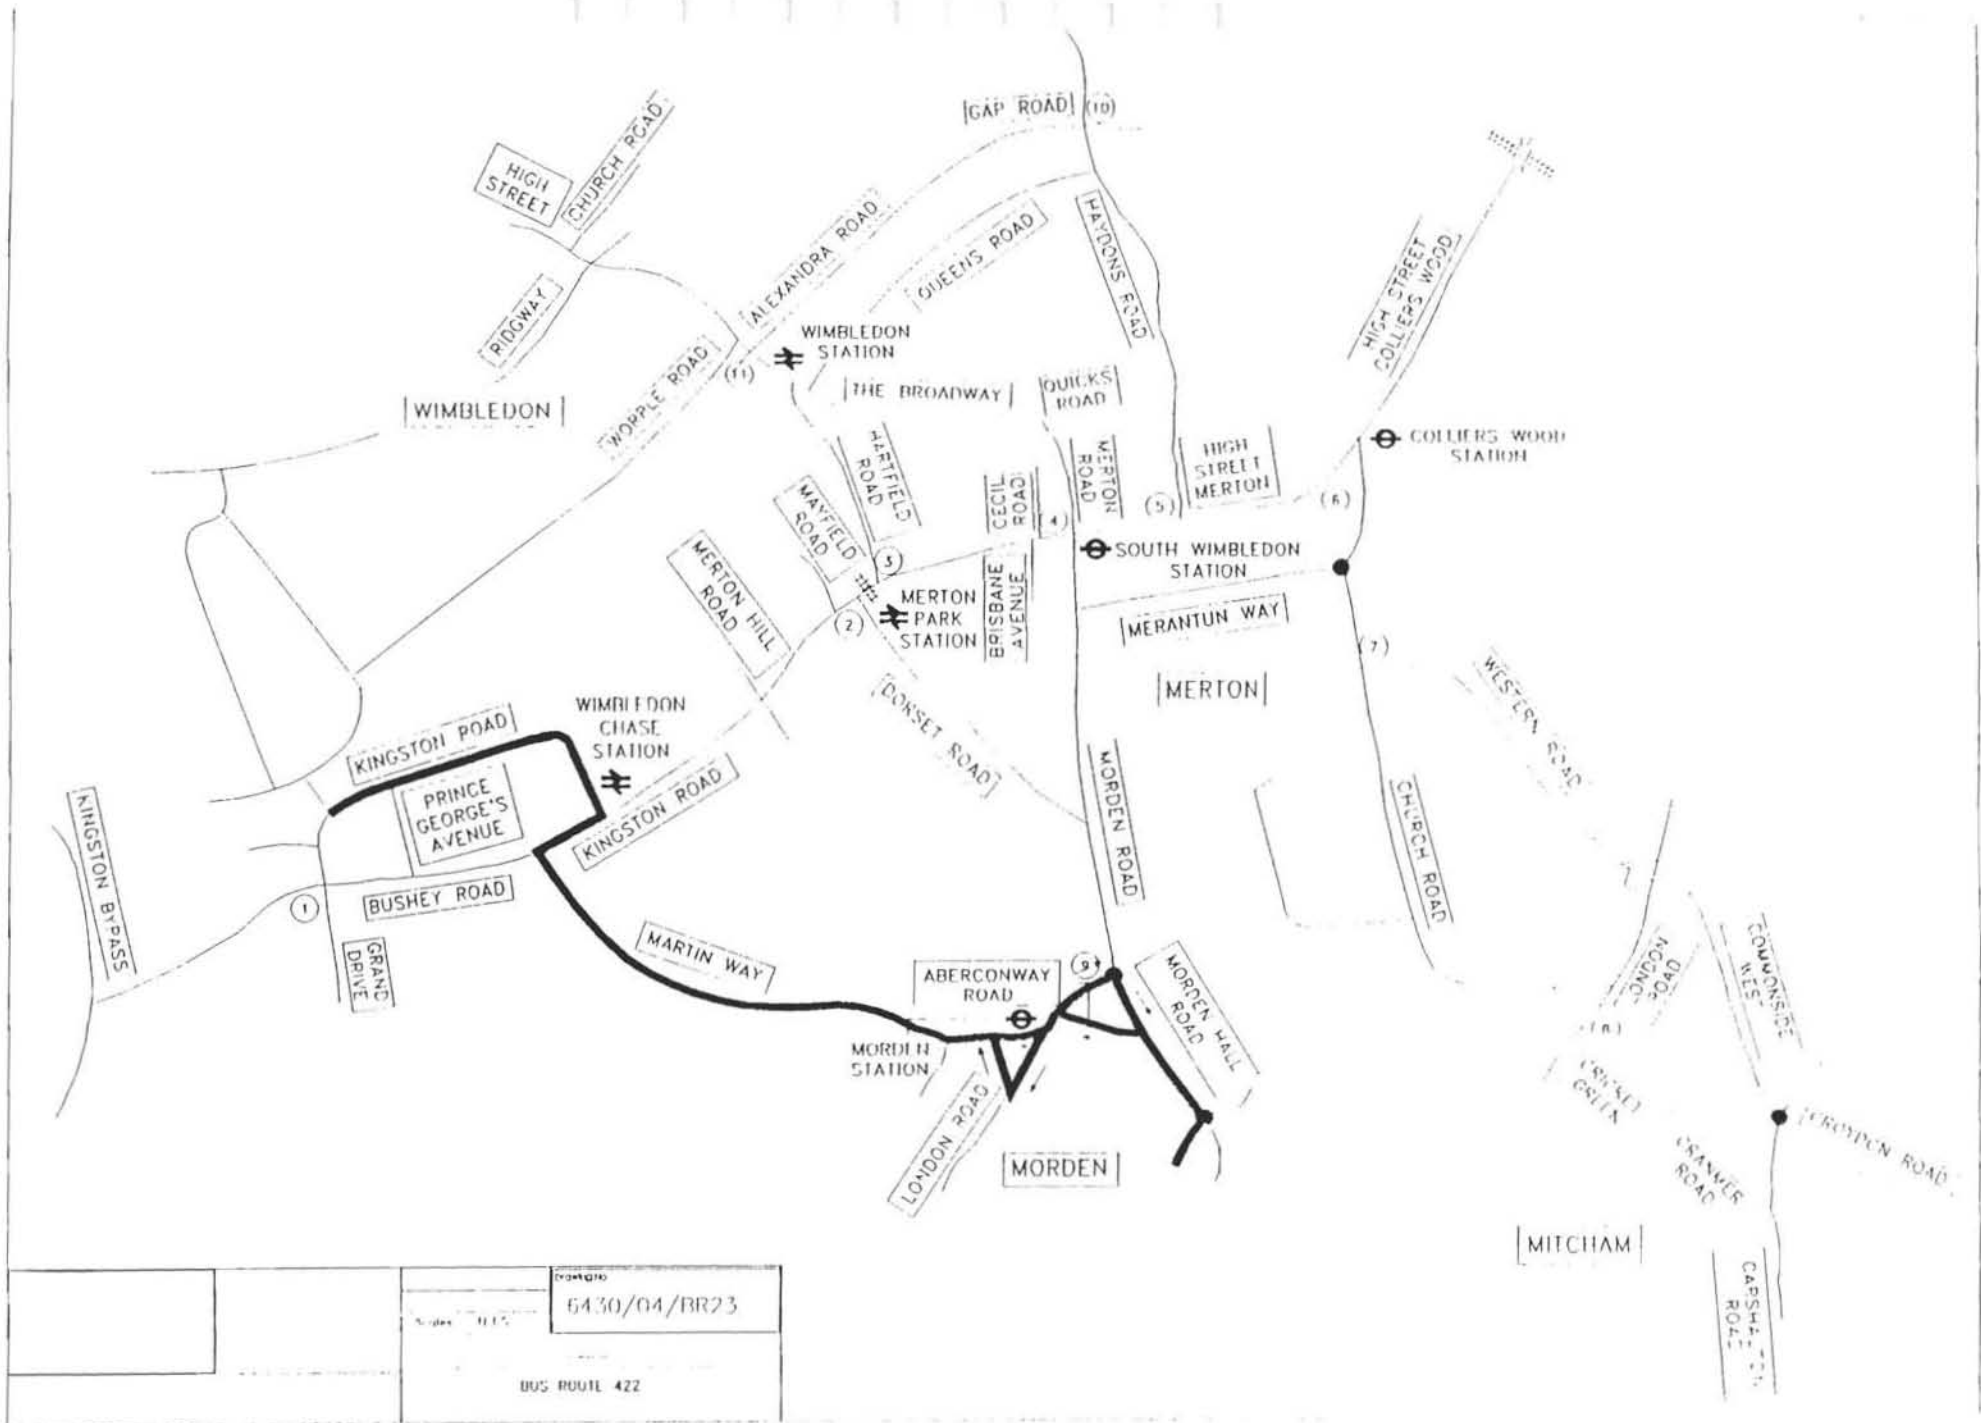 GAP ROAD
(10)
HIGH
STREET
CHURCH ROAD
RIDGWAY
ALEXANDRA ROAD
QUEENS ROAD
HAYDONS ROAD
HIGH STREET
COLLIERS WOOD
WIMBLEDON
STATION
(11)
WORPLE ROAD
WIMBLEDON
THE BROADWAY
QUICKS
ROAD
HARTFIELD
ROAD
MERTON
ROAD
HIGH
STREET
MERTON
COLLIERS WOOD
STATION
MAYFIELD
ROAD
CECIL
ROAD
(4)
(5)
(6)
MERTON HILL
ROAD
3
SOUTH WIMBLEDON
STATION
2
MERTON
PARK
STATION
BRISBANE
AVENUE
MERANTUN WAY
(7)
MERTON
WESTERN ROAD
DORSET ROAD
WIMBLEDON
CHASE
STATION
KINGSTON ROAD
KINGSTON ROAD
PRINCE
GEORGE'S
AVENUE
KINGSTON BYPASS
MORDEN ROAD
CHURCH ROAD
1
BUSHEY ROAD
GRAND
DRIVE
MARTIN WAY
ABERCONWAY
ROAD
9
MORDEN HALL
ROAD
LONDON
ROAD
COMMONSIDE
WEST
(8)
MORDEN
STATION
LONDON ROAD
MORDEN
CRICKET
GREEN
CRANMER
ROAD
CROYDON ROAD
MITCHAM
CARSHALTON
ROAD
Drawing No
6430/04/BR23
Scales N.T.S
BUS ROUTE 422